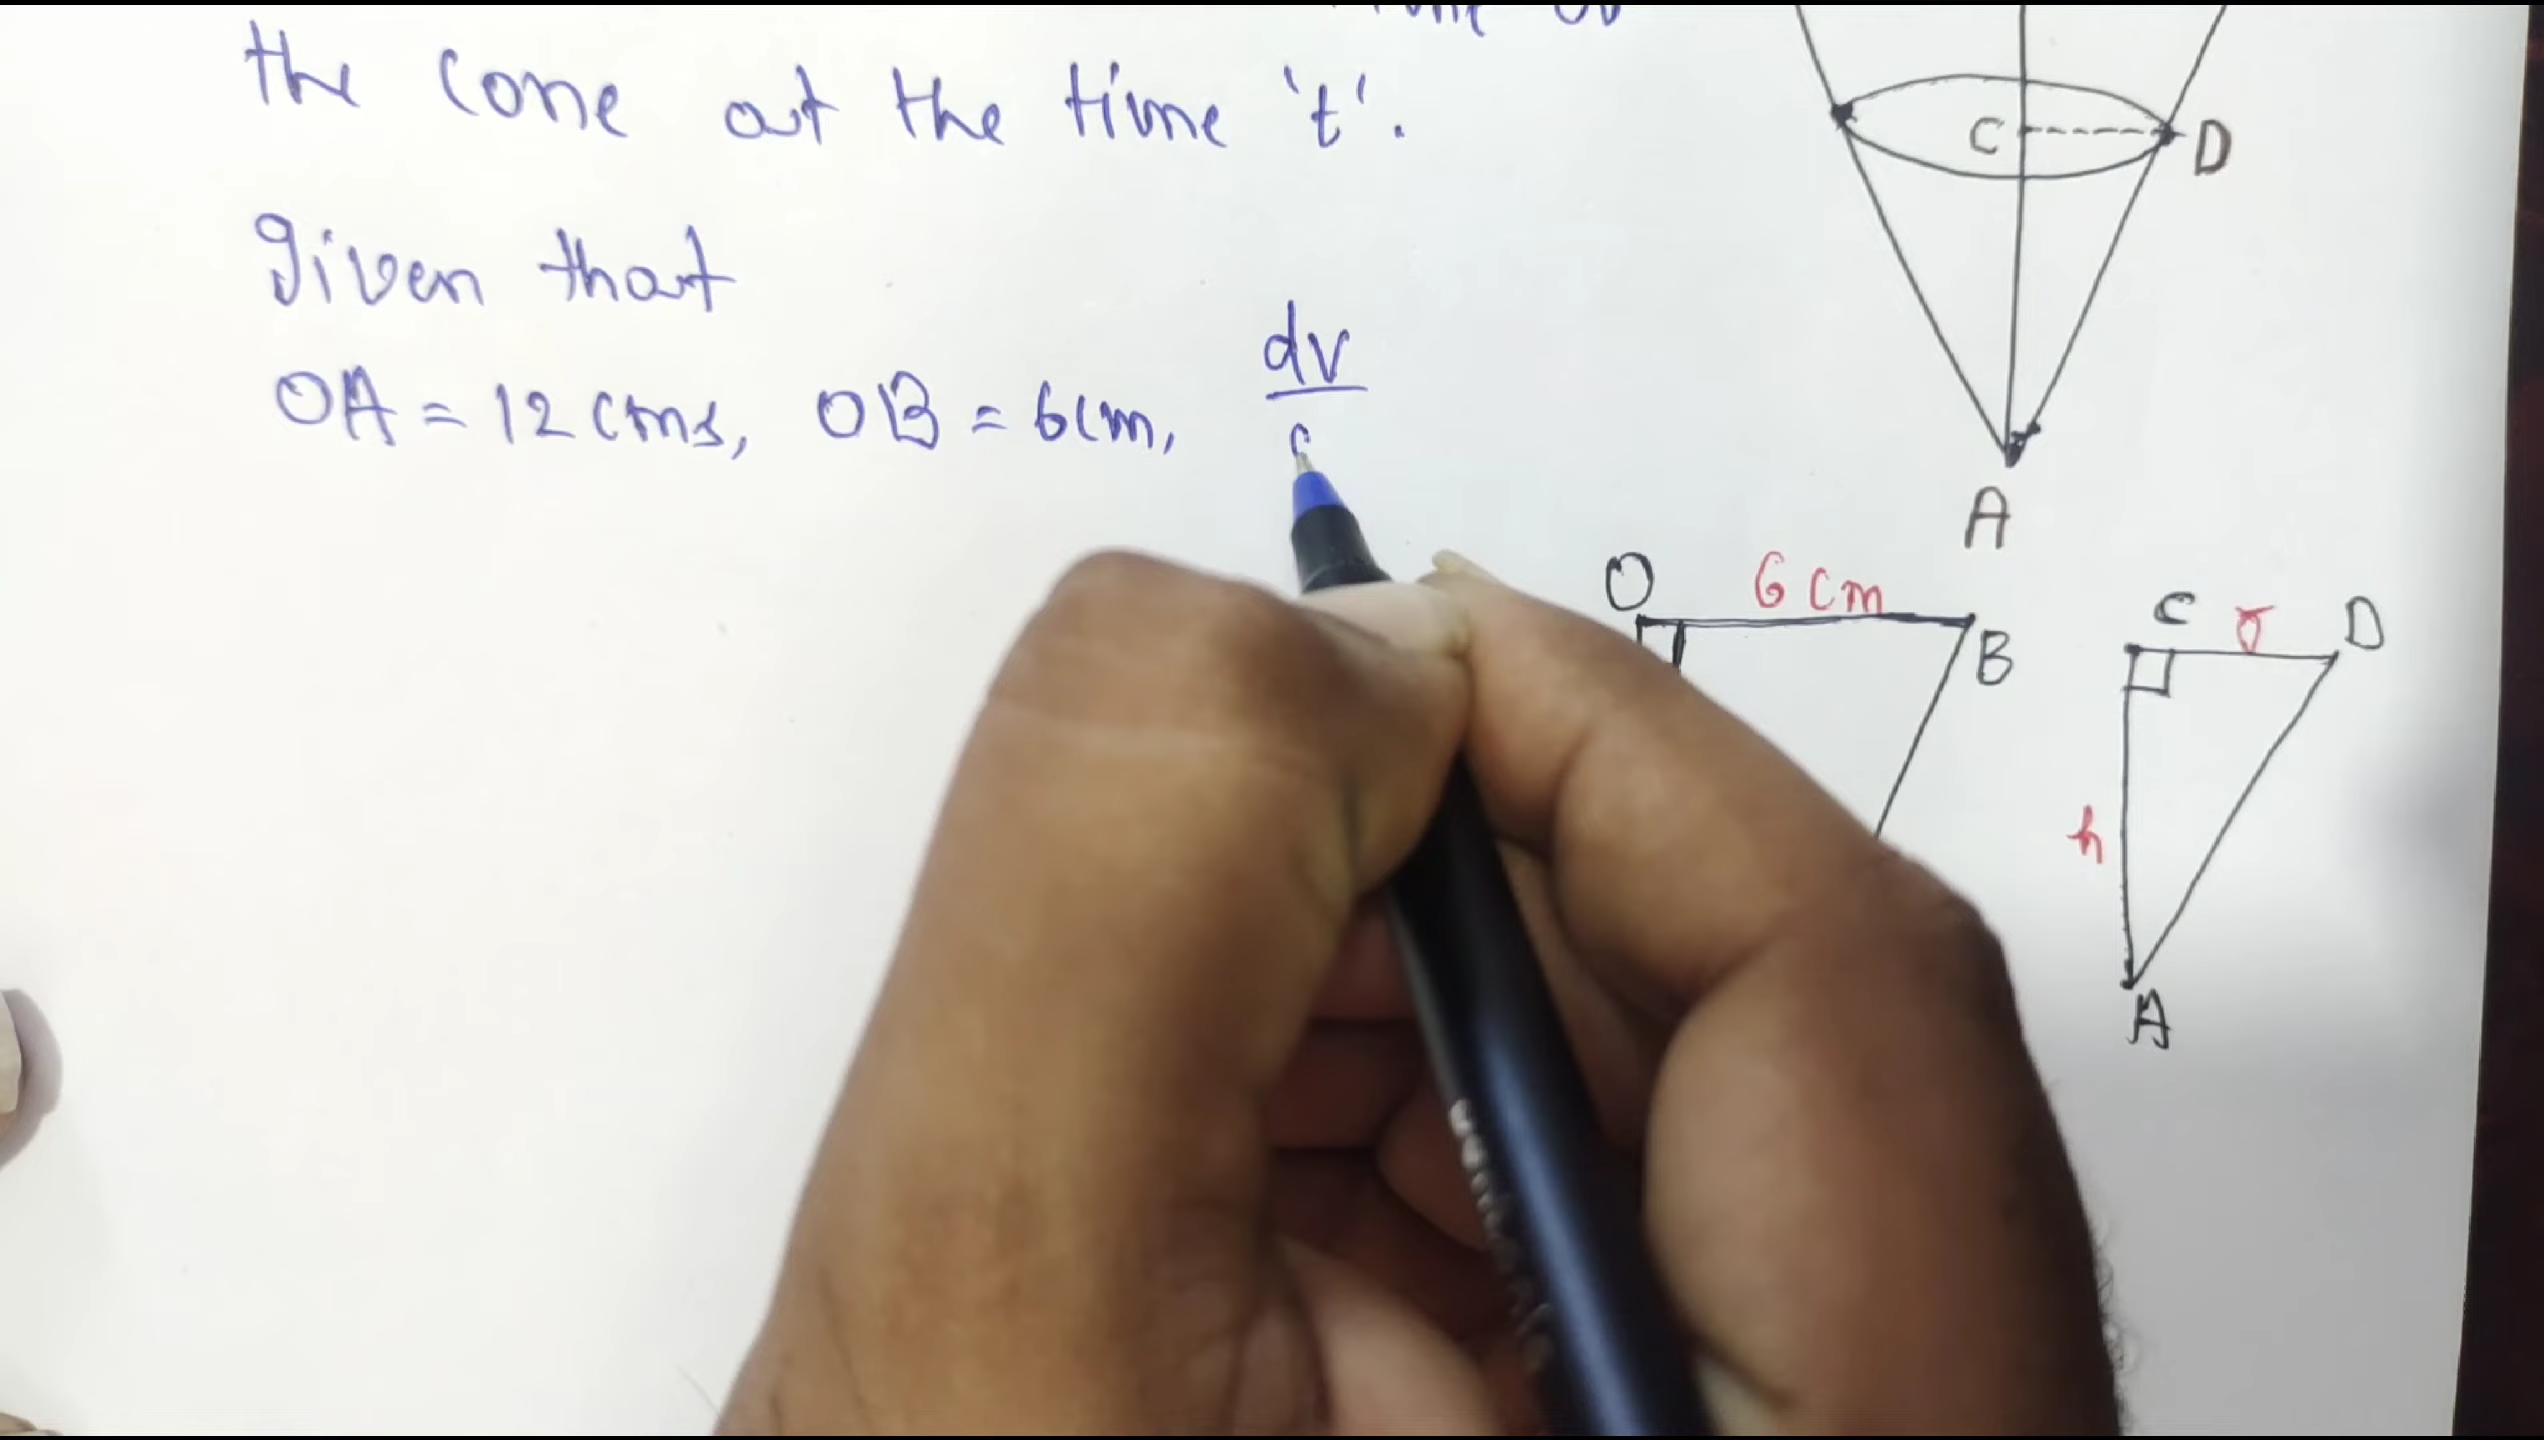 the cone at the time 't'.
Given that
OA = 12 cms, OB = 6cm, dv
C D
A
O 6 cm B
C r D
h
A